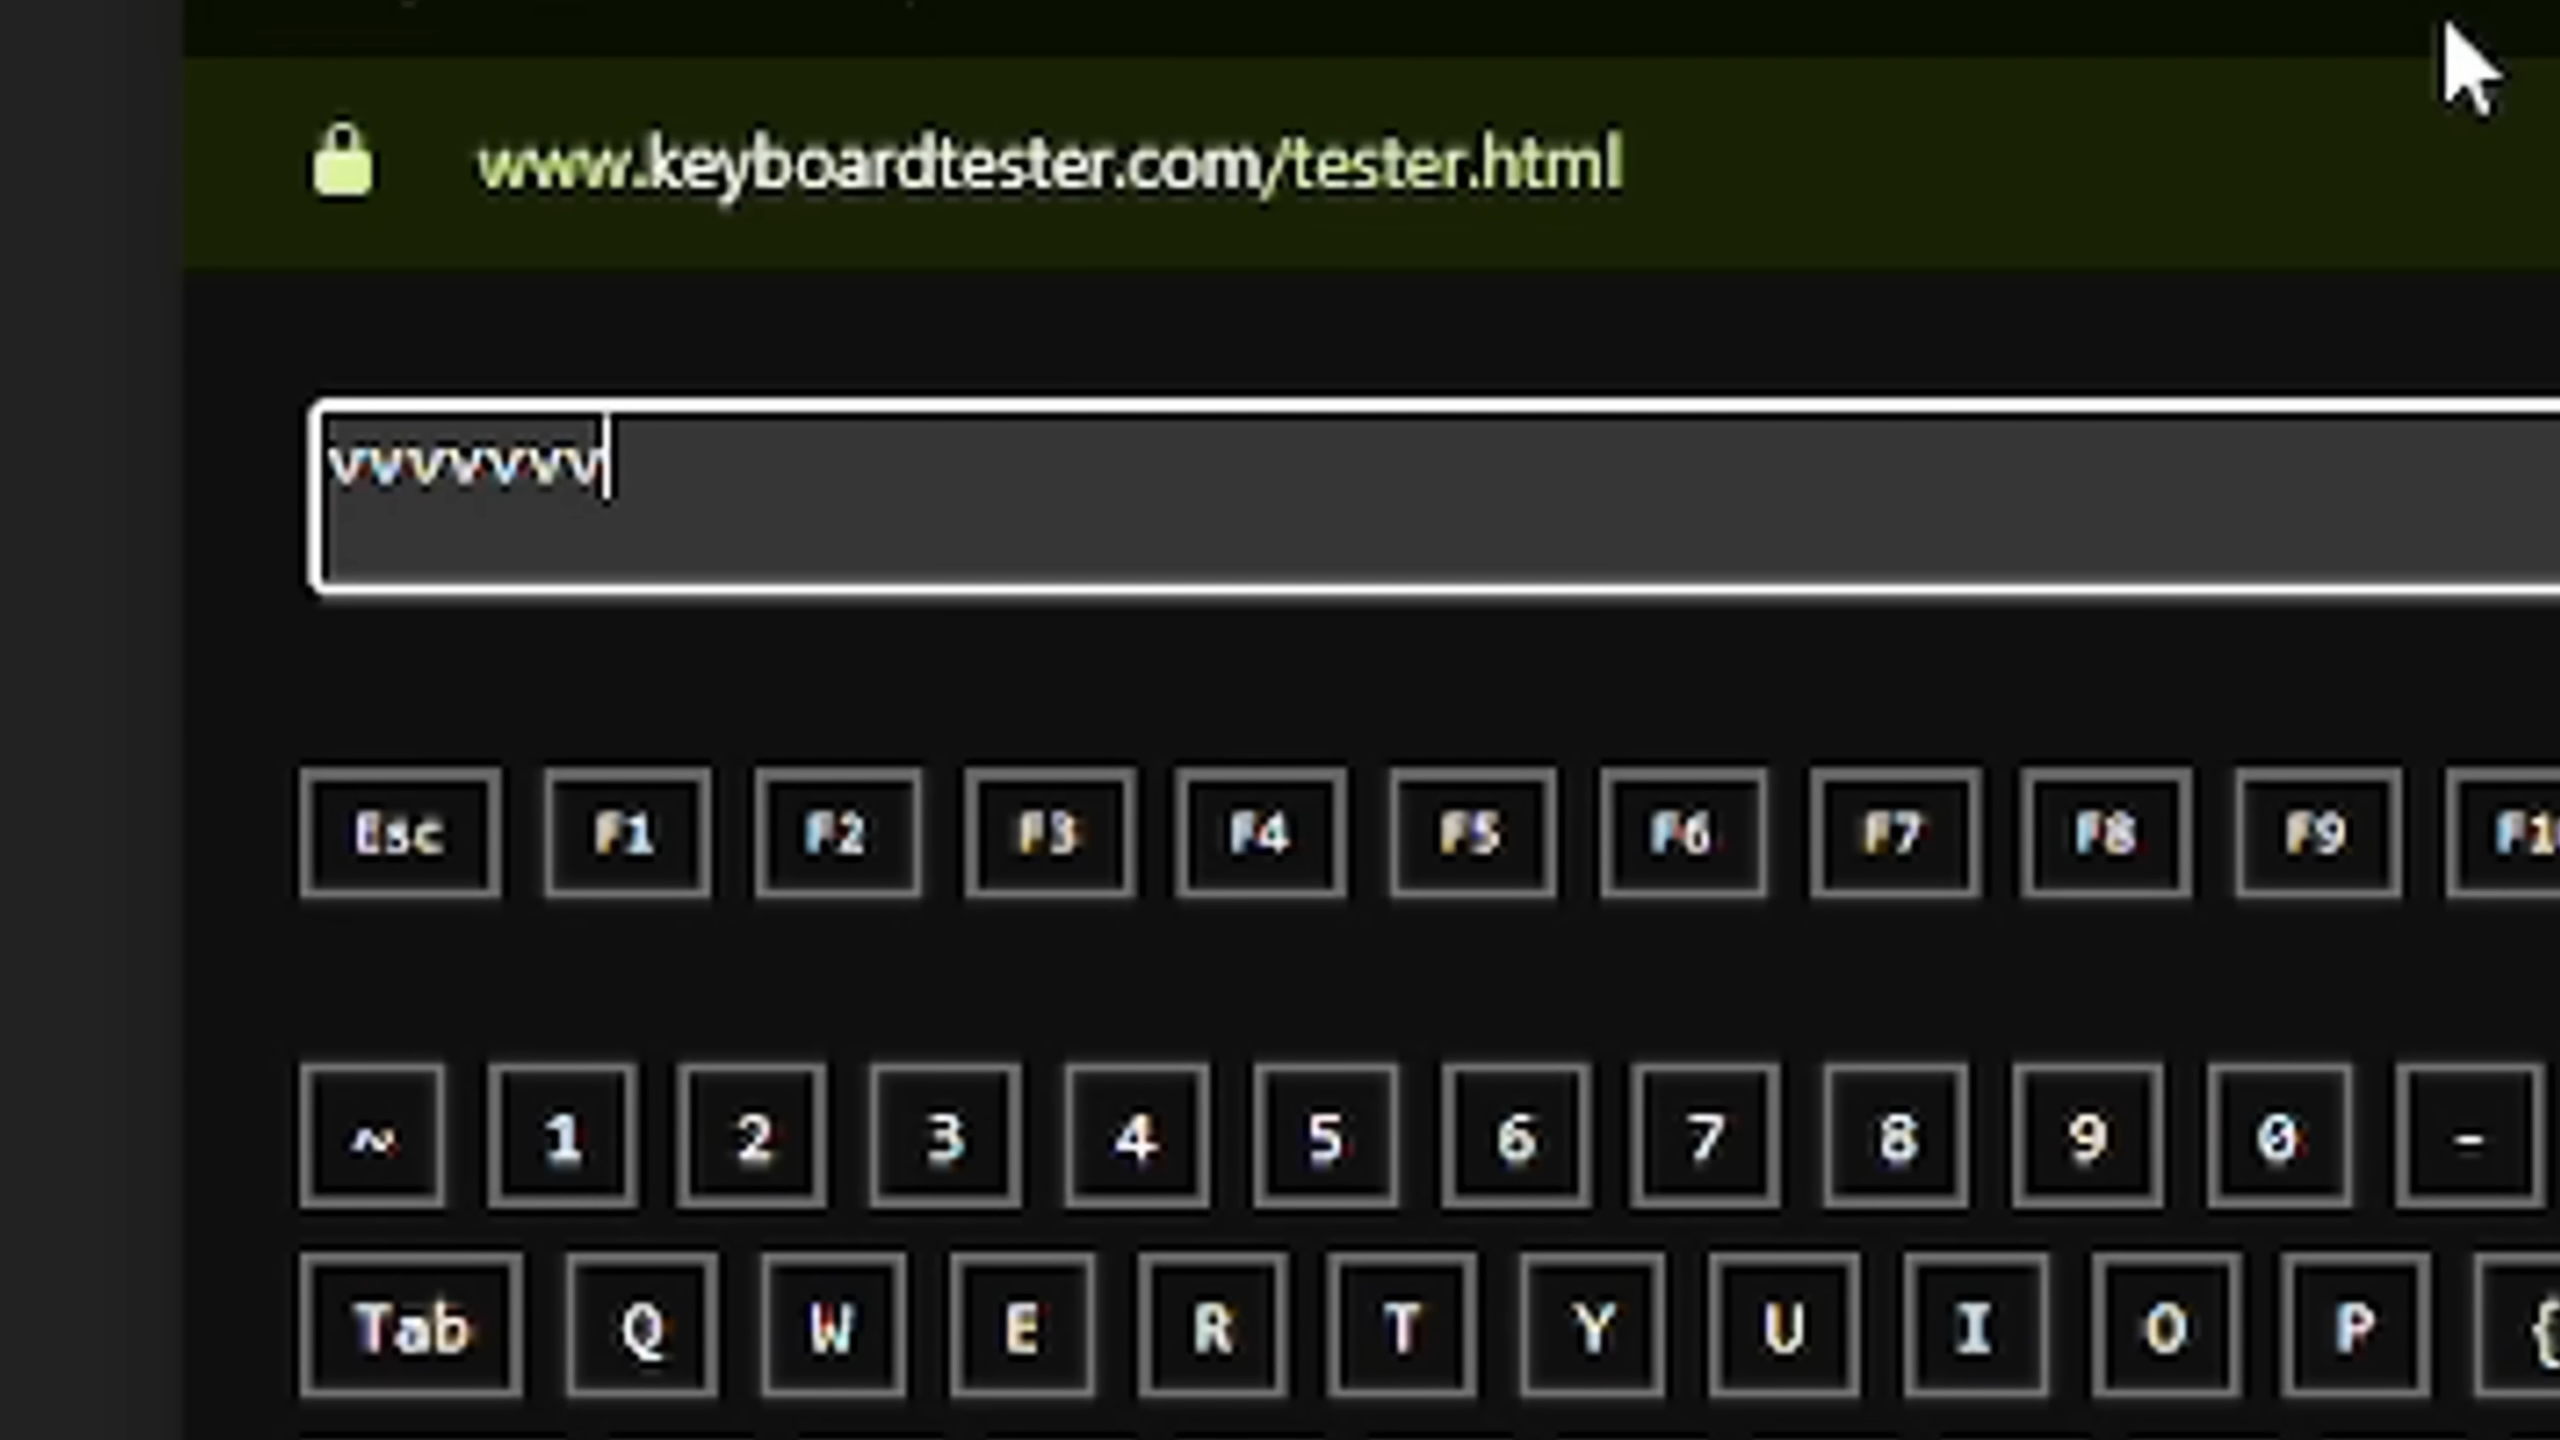 www.keyboardtester.com/tester.html
vvvvvvv
Esc F1 F2 F3 F4 F5 F6 F7 F8 F9 F10
~ 1 2 3 4 5 6 7 8 9 0 -
Tab Q W E R T Y U I O P {